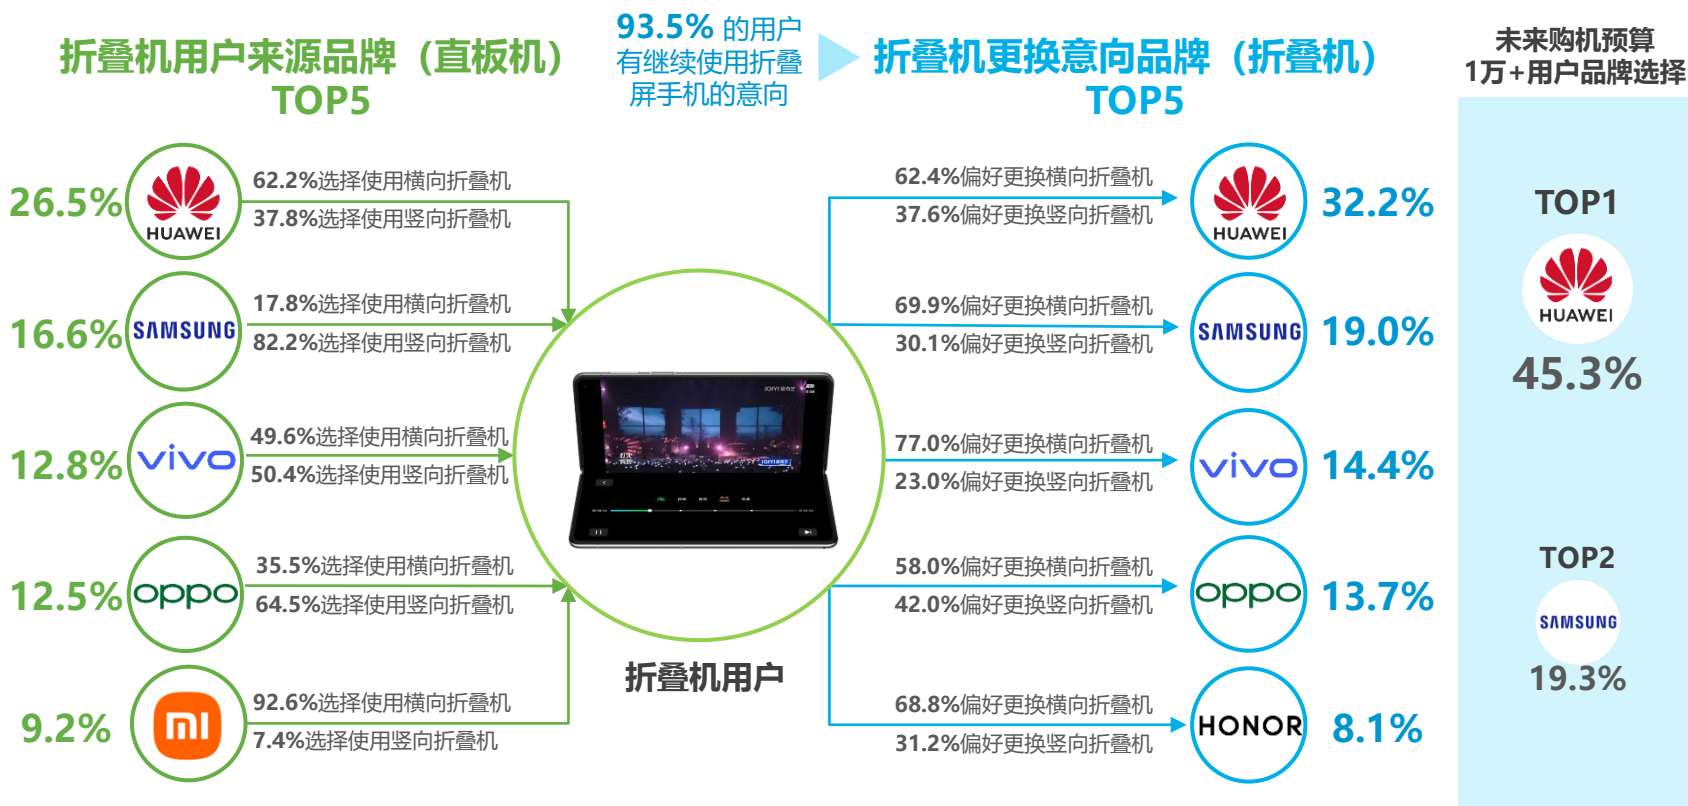 折叠机用户来源品牌（直板机）
TOP5
93.5% 的用户
有继续使用折叠
屏手机的意向
折叠机更换意向品牌（折叠机）
TOP5
未来购机预算
1万+用户品牌选择
26.5%
HUAWEI
62.2%选择使用横向折叠机
37.8%选择使用竖向折叠机
16.6%
SAMSUNG
17.8%选择使用横向折叠机
82.2%选择使用竖向折叠机
12.8%
vivo
49.6%选择使用横向折叠机
50.4%选择使用竖向折叠机
12.5%
oppo
35.5%选择使用横向折叠机
64.5%选择使用竖向折叠机
9.2%
mi
92.6%选择使用横向折叠机
7.4%选择使用竖向折叠机
iQIYI 爱奇艺
折叠机用户
62.4%偏好更换横向折叠机
37.6%偏好更换竖向折叠机
HUAWEI
32.2%
69.9%偏好更换横向折叠机
30.1%偏好更换竖向折叠机
SAMSUNG
19.0%
77.0%偏好更换横向折叠机
23.0%偏好更换竖向折叠机
vivo
14.4%
58.0%偏好更换横向折叠机
42.0%偏好更换竖向折叠机
oppo
13.7%
68.8%偏好更换横向折叠机
31.2%偏好更换竖向折叠机
HONOR
8.1%
TOP1
HUAWEI
45.3%
TOP2
SAMSUNG
19.3%